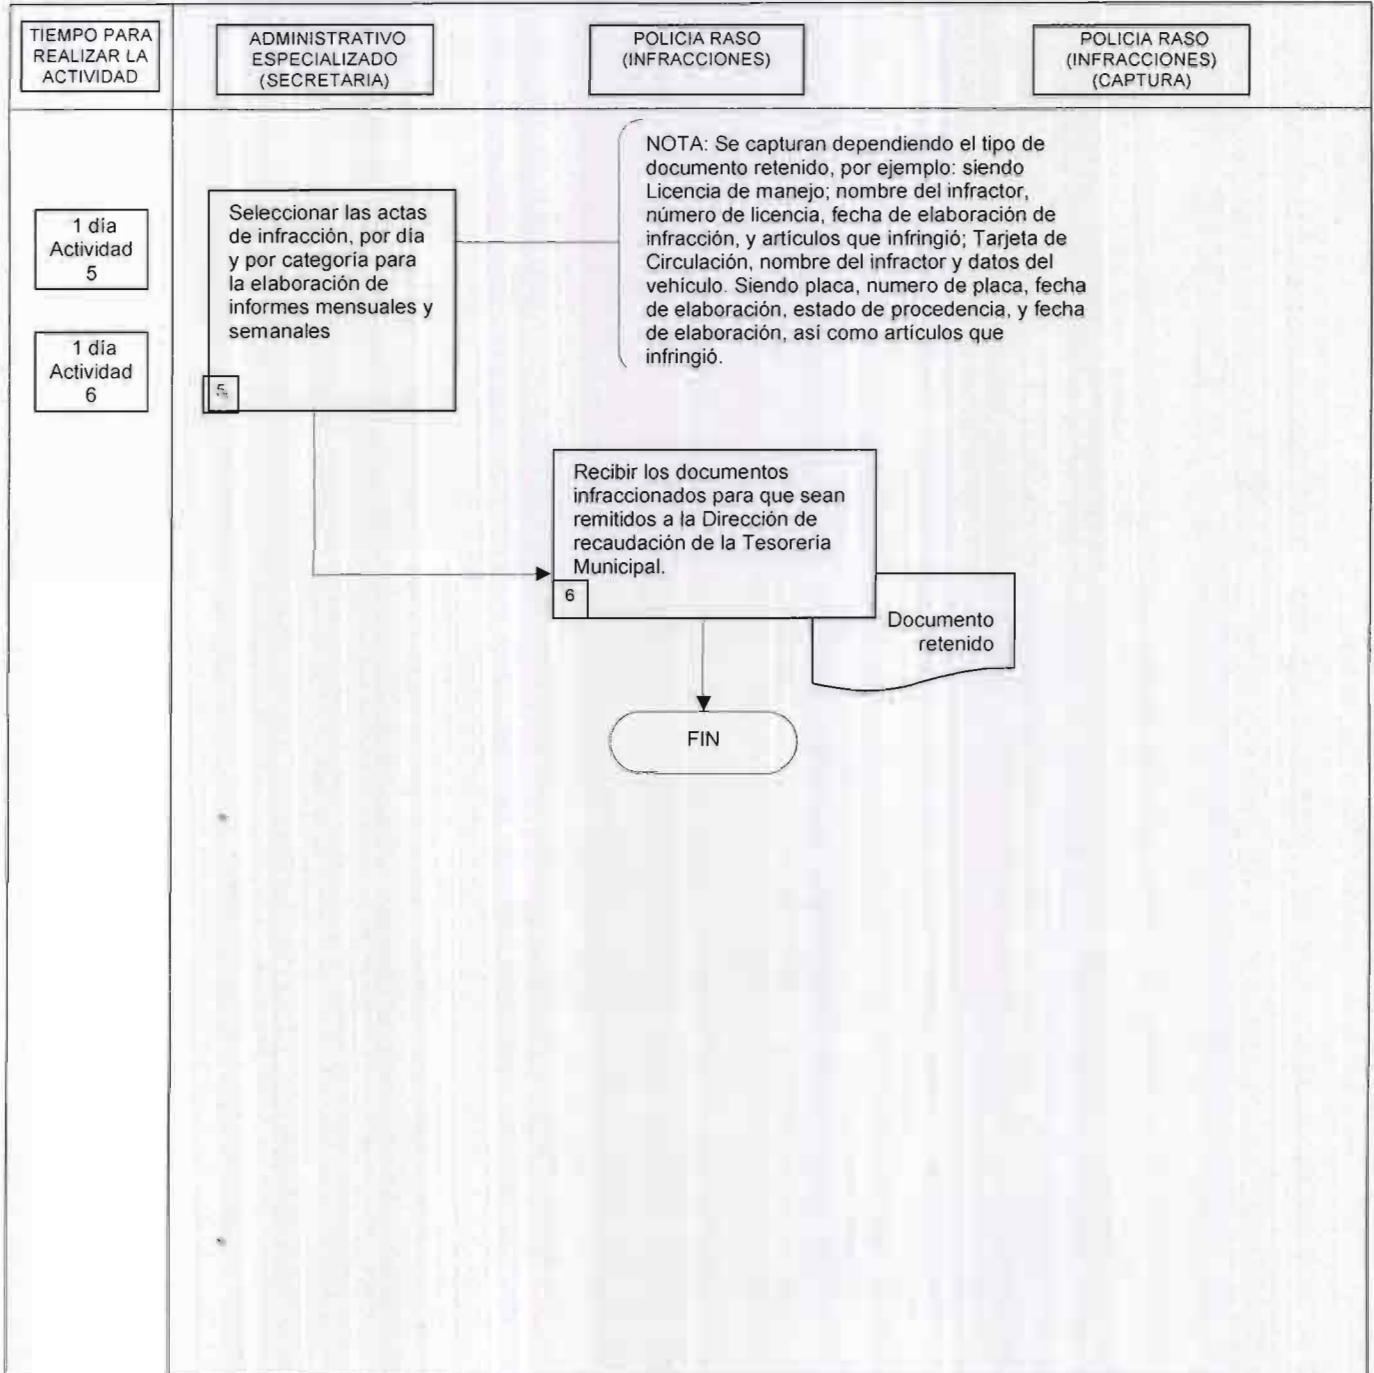 TIEMPO PARA
REALIZAR LA
ACTIVIDAD
ADMINISTRATIVO
ESPECIALIZADO
(SECRETARIA)
POLICIA RASO
(INFRACCIONES)
POLICIA RASO
(INFRACCIONES)
(CAPTURA)
1 día
Actividad
5
1 día
Actividad
6
Seleccionar las actas
de infracción, por día
y por categoría para
la elaboración de
informes mensuales y
semanales
5
NOTA: Se capturan dependiendo el tipo de
documento retenido, por ejemplo: siendo
Licencia de manejo; nombre del infractor,
número de licencia, fecha de elaboración de
infracción, y artículos que infringió; Tarjeta de
Circulación, nombre del infractor y datos del
vehículo. Siendo placa, numero de placa, fecha
de elaboración, estado de procedencia, y fecha
de elaboración, así como artículos que
infringió.
Recibir los documentos
infraccionados para que sean
remitidos a la Dirección de
recaudación de la Tesorería
Municipal.
6
Documento
retenido
FIN